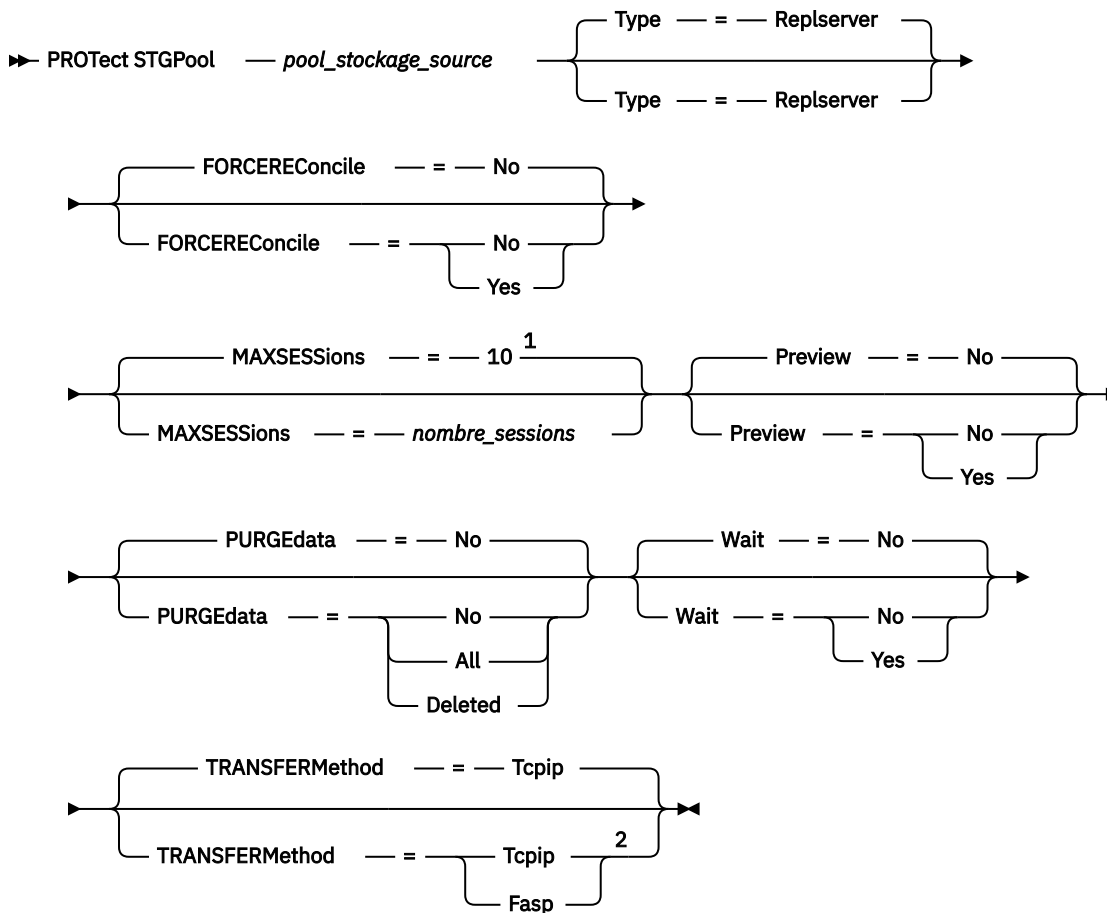 Type = Replserver
PROTect STGPool pool_stockage_source
Type = Replserver
FORCEREConcile = No
FORCEREConcile = No
Yes
MAXSESSions = 10 1 Preview = No
MAXSESSions = nombre_sessions Preview = No
Yes
PURGEdata = No Wait = No
PURGEdata = No Wait = No
All Yes
Deleted
TRANSFERMethod = Tcpip
TRANSFERMethod = Tcpip 2
Fasp